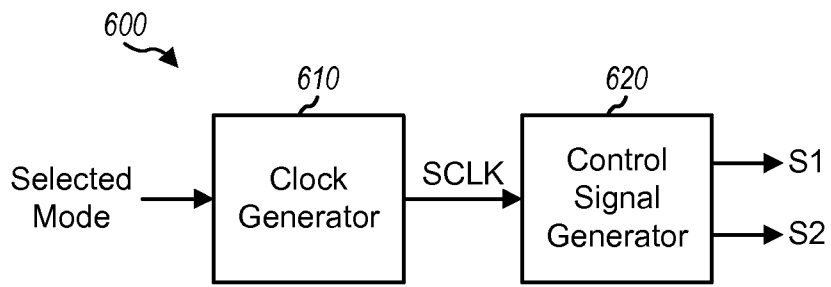 600
610
620
Selected
Mode
Clock
Generator
SCLK
Control
Signal
Generator
S1
S2